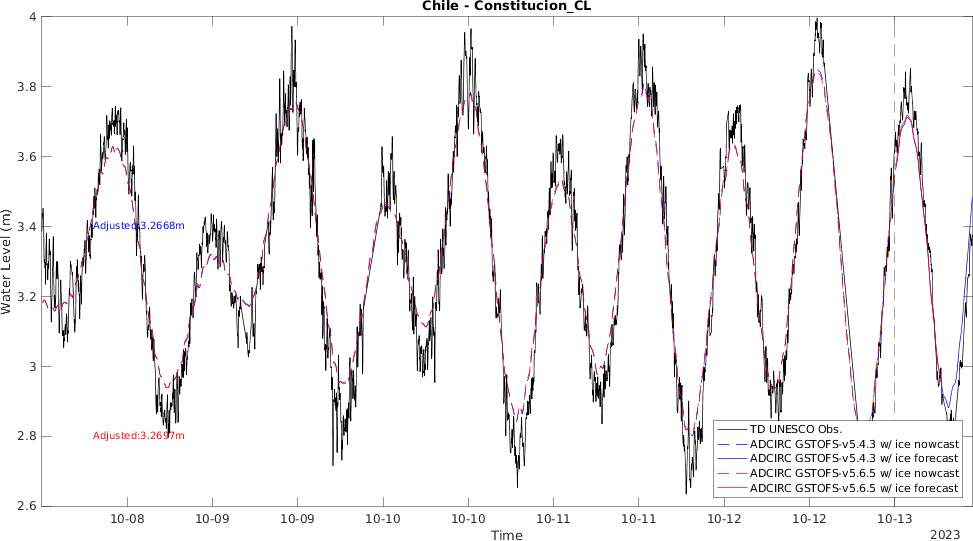 Chile - Constitucion_CL
4
3.8
3.6
3.4
3.2
3
2.8
2.6
Water Level (m)
Adjusted:3.2668m
Adjusted:3.2697m
TD UNESCO Obs.
ADCIRC GSTOFS-v5.4.3 w/ ice nowcast
ADCIRC GSTOFS-v5.4.3 w/ ice forecast
ADCIRC GSTOFS-v5.6.5 w/ ice nowcast
ADCIRC GSTOFS-v5.6.5 w/ ice forecast
10-08 10-09 10-09 10-10 10-10 10-11 10-11 10-12 10-12 10-13
Time
2023